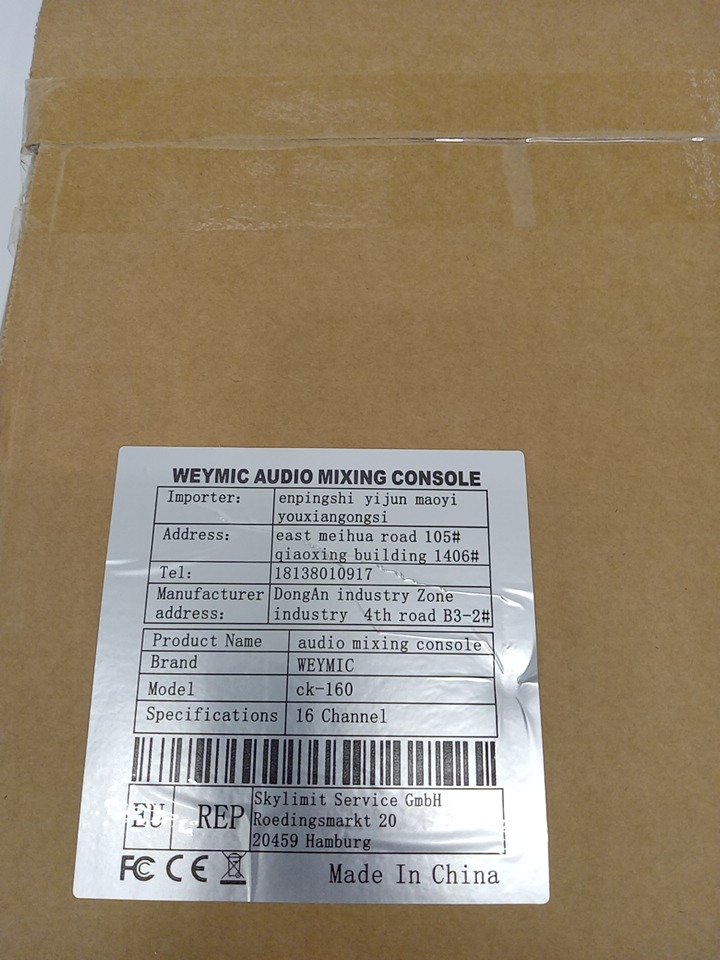 WEYMIC AUDIO MIXING CONSOLE
Importer: enpingshi yijun maoyi
youxiangongsi
Address: east meihua road 105#
qiaoxing building 1406#
Tel: 18138010917
Manufacturer DongAn industry Zone
address: industry 4th road B3-2#
Product Name audio mixing console
Brand WEYMIC
Model ck-160
Specifications 16 Channel
EU REP Skylimit Service GmbH
Roedingsmarkt 20
20459 Hamburg
FC CE Made In China